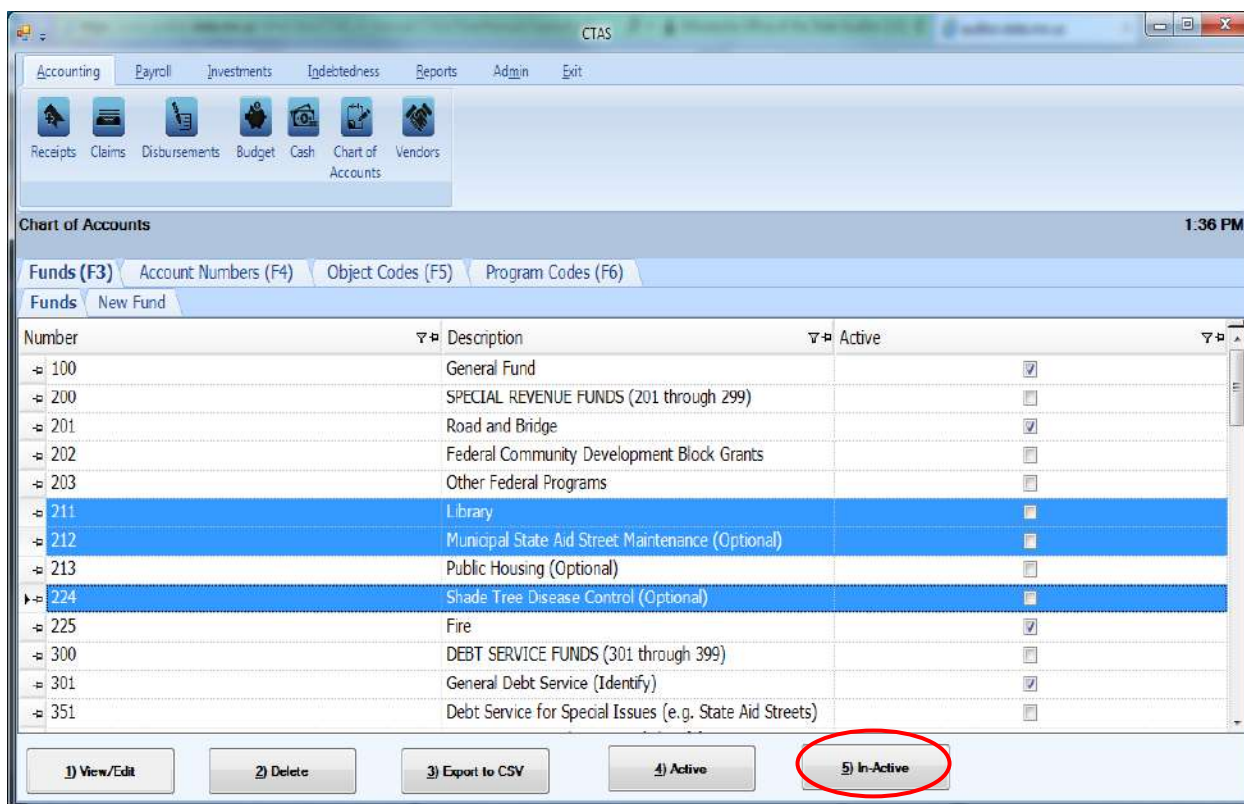 CTAS
Accounting Payroll Investments Indebtedness Reports Admin Exit
Receipts Claims Disbursements Budget Cash Chart of Accounts Vendors
Chart of Accounts 1:36 PM
Funds (F3) Account Numbers (F4) Object Codes (F5) Program Codes (F6)
Funds New Fund
Number Description Active
100 General Fund
200 SPECIAL REVENUE FUNDS (201 through 299)
201 Road and Bridge
202 Federal Community Development Block Grants
203 Other Federal Programs
211 Library
212 Municipal State Aid Street Maintenance (Optional)
213 Public Housing (Optional)
224 Shade Tree Disease Control (Optional)
225 Fire
300 DEBT SERVICE FUNDS (301 through 399)
301 General Debt Service (Identify)
351 Debt Service for Special Issues (e.g. State Aid Streets)
1) View/Edit 2) Delete 3) Export to CSV 4) Active 5) In-Active